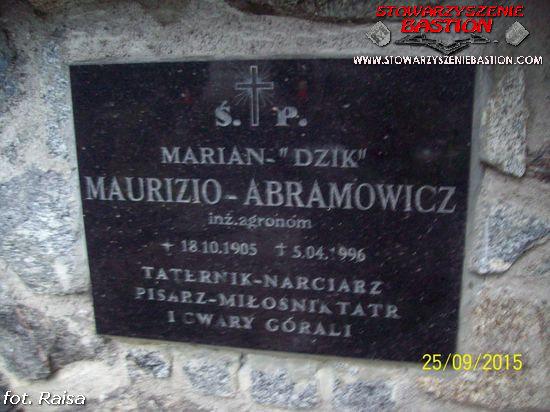 STOWARZYSZENIE
BASTION
WWW.STOWARZYSZENIEBASTION.COM
Ś. P.
MARIAN-"DZIK"
MAURIZIO-ABRAMOWICZ
inż.agronom
+ 18.10.1905 + 5.04.1996
TATERNIK-NARCIARZ
PISARZ-MIŁOŚNIK TATR
I GWARY GÓRALI
25/09/2015
fot. Raisa